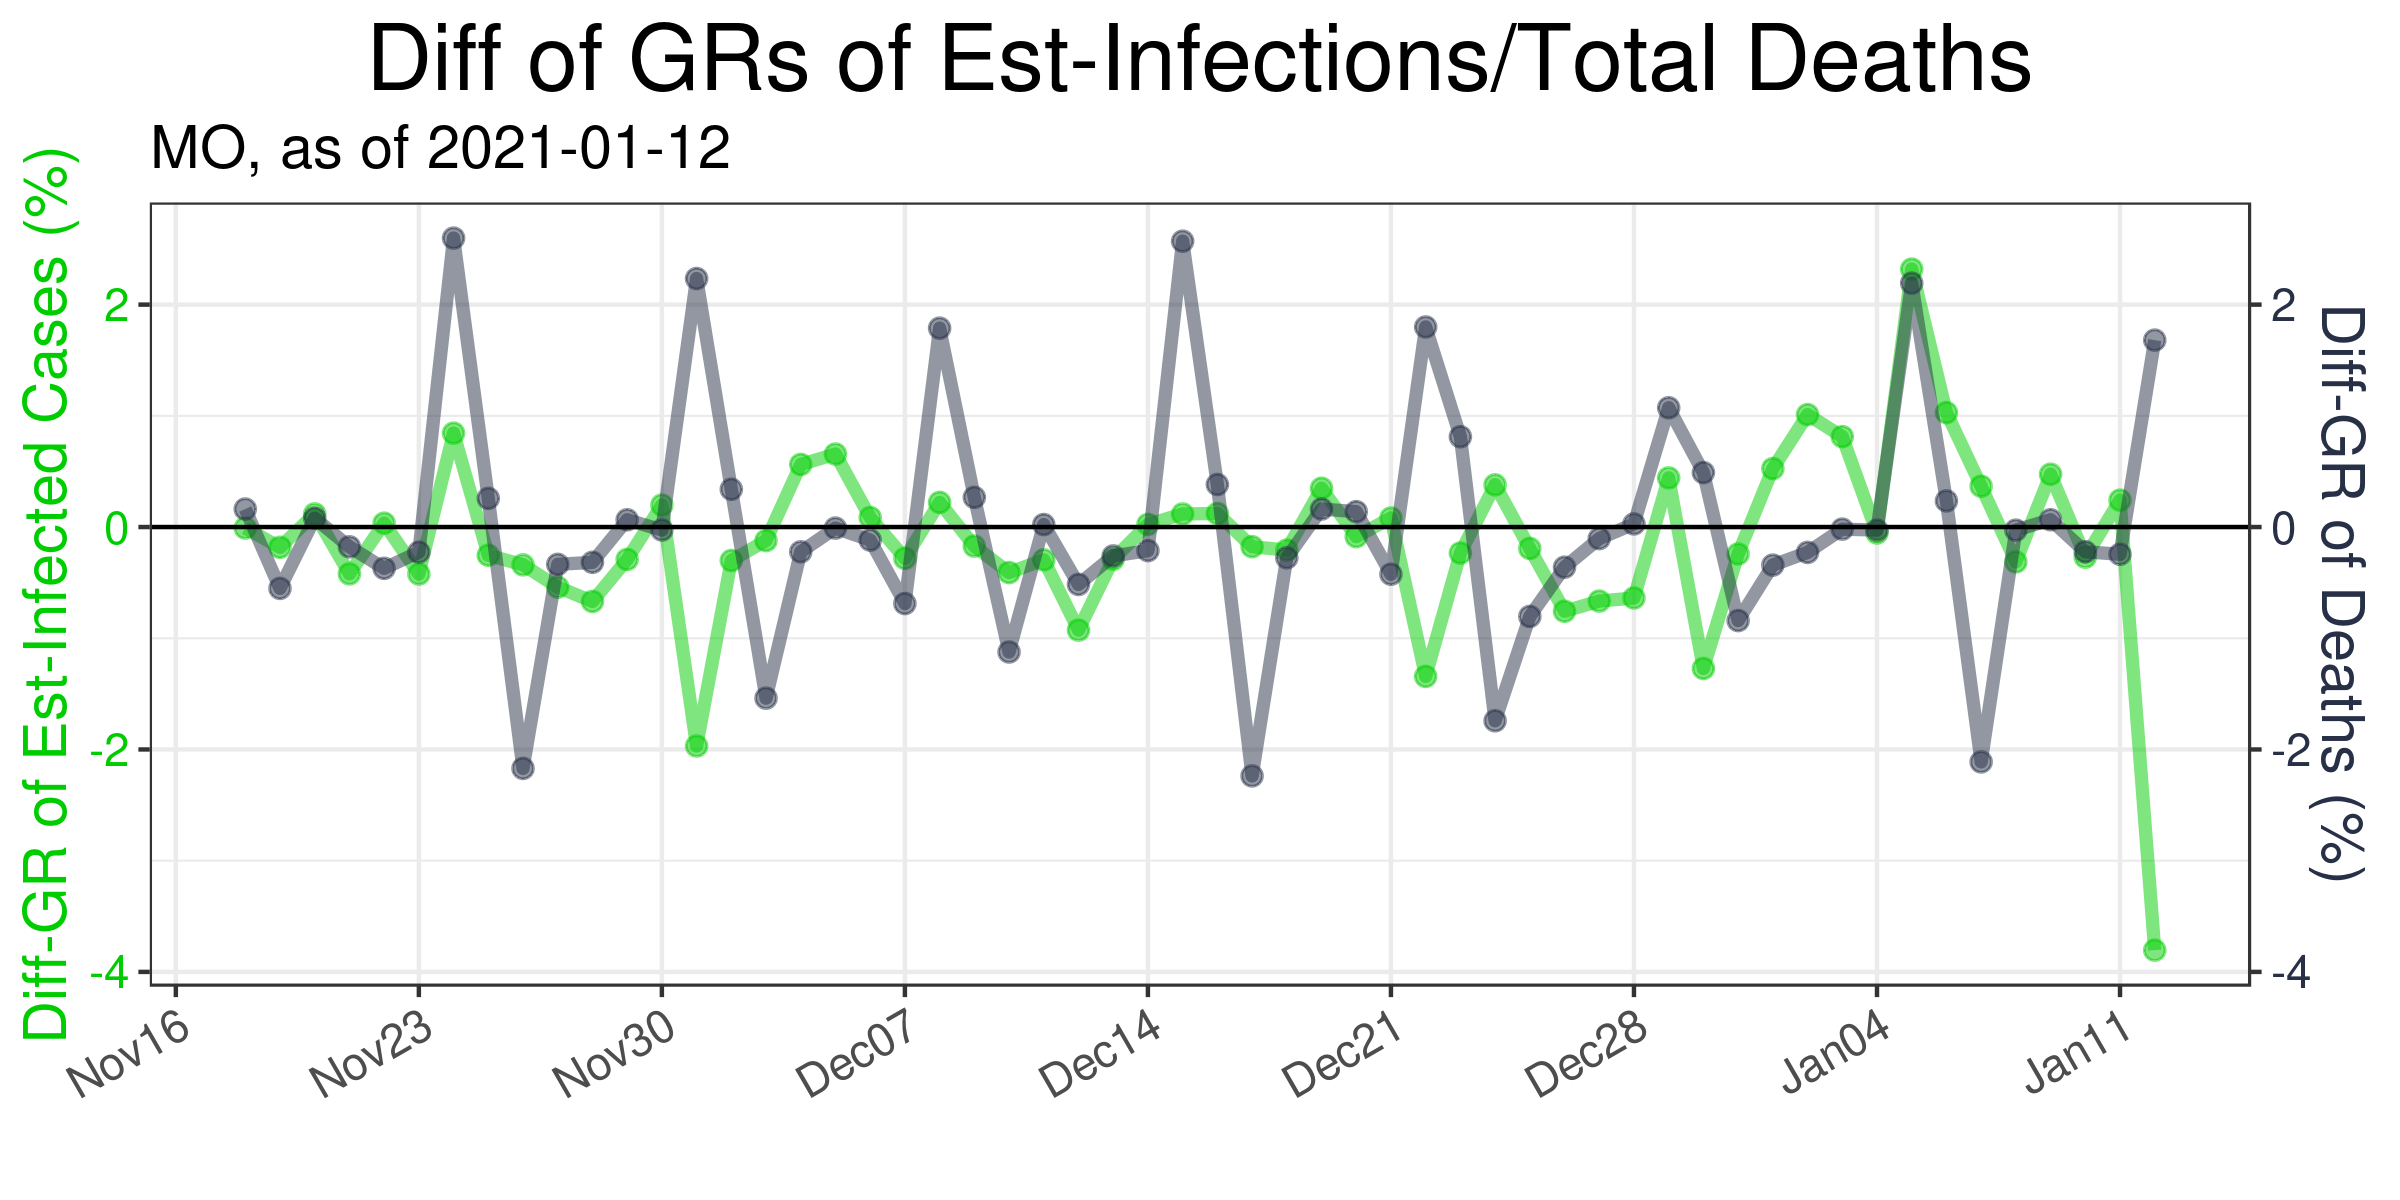 Diff of GRs of Est-Infections/Total Deaths
MO, as of 2021-01-12
Diff-GR of Est-Infected Cases (%)
2
0
-2
-4
2
0
-2
-4
Diff-GR of Deaths (%)
Nov16
Nov23
Nov30
Dec07
Dec14
Dec21
Dec28
Jan04
Jan11